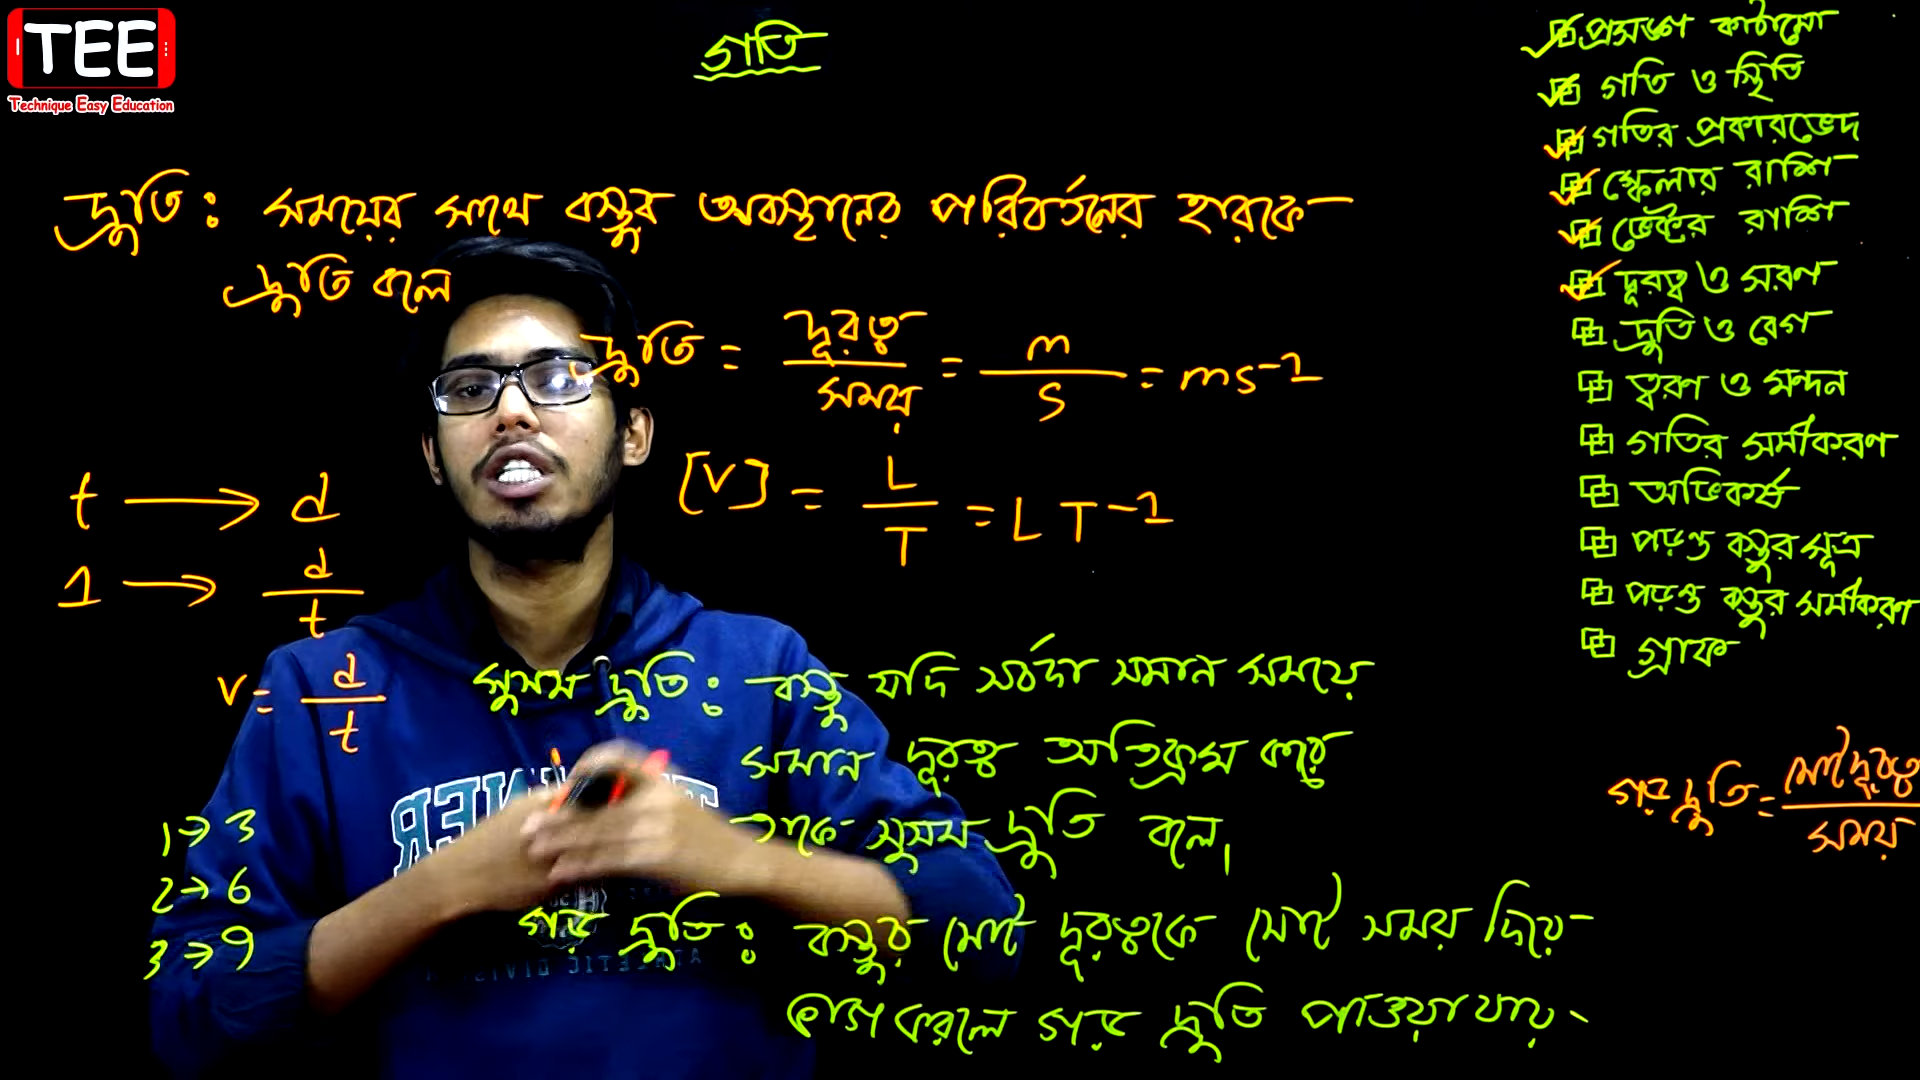 TEE
Technique Easy Education
গতি
দ্রুতি : সময়ের সাথে বস্তুর অবস্থানের পরিবর্তনের হারকে
দ্রুতি বলে
দ্রুতি = দূরত্ব / সময় = m / s = ms⁻¹
[v] = L / T = L T⁻¹
t → d
1 → d / t
v = d / t
সুষম দ্রুতি : বস্তু যদি সর্বদা সমান সময়ে
সমান দূরত্ব অতিক্রম করে
তাকে সুষম দ্রুতি বলে।
1 → 3
2 → 6
3 → 9
গড় দ্রুতি : বস্তুর মোট দূরত্বকে মোট সময় দিয়ে
ভাগ করলে গড় দ্রুতি পাওয়া যায়
প্রসঙ্গ কাঠামো
গতি ও স্থিতি
গতির প্রকারভেদ
স্কেলার রাশি
ভেক্টর রাশি
দূরত্ব ও সরণ
দ্রুতি ও বেগ
ত্বরণ ও মন্দন
গতির সমীকরণ
অভিকর্ষ
পড়ন্ত বস্তুর সূত্র
পড়ন্ত বস্তুর সমীকরণ
গ্রাফ
গড় দ্রুতি = মোট দূরত্ব / সময়